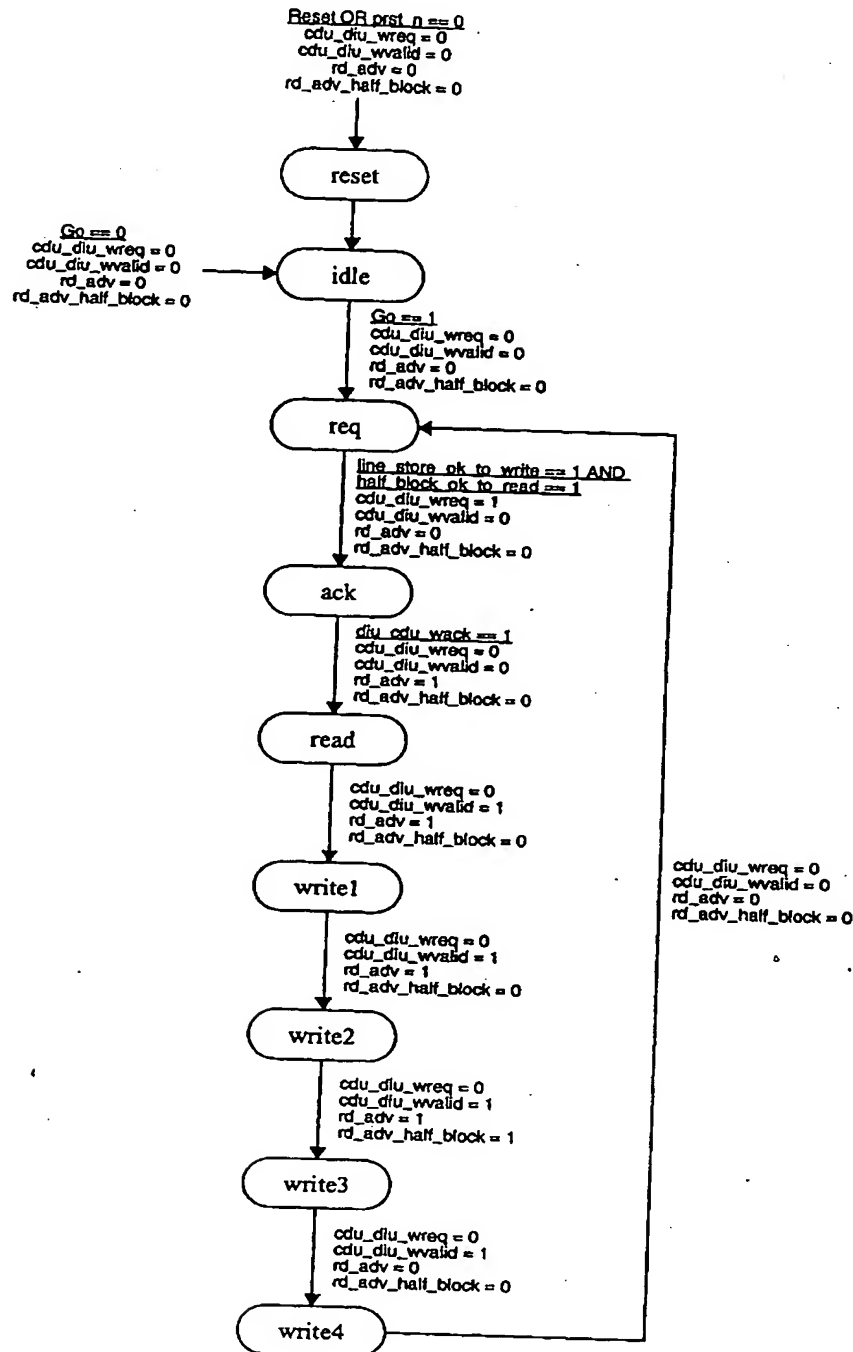 Reset OR prst_n == 0
cdu_diu_wreq = 0
cdu_diu_wvalid = 0
rd_adv = 0
rd_adv_half_block = 0
reset
Go == 0
cdu_diu_wreq = 0
cdu_diu_wvalid = 0
rd_adv = 0
rd_adv_half_block = 0
idle
Go == 1
cdu_diu_wreq = 0
cdu_diu_wvalid = 0
rd_adv = 0
rd_adv_half_block = 0
req
line_store_ok_to_write == 1 AND
half_block_ok_to_read == 1
cdu_diu_wreq = 1
cdu_diu_wvalid = 0
rd_adv = 0
rd_adv_half_block = 0
ack
diu_cdu_wack == 1
cdu_diu_wreq = 0
cdu_diu_wvalid = 0
rd_adv = 1
rd_adv_half_block = 0
read
cdu_diu_wreq = 0
cdu_diu_wvalid = 1
rd_adv = 1
rd_adv_half_block = 0
cdu_diu_wreq = 0
cdu_diu_wvalid = 0
rd_adv = 0
rd_adv_half_block = 0
write1
cdu_diu_wreq = 0
cdu_diu_wvalid = 1
rd_adv = 1
rd_adv_half_block = 0
write2
cdu_diu_wreq = 0
cdu_diu_wvalid = 1
rd_adv = 1
rd_adv_half_block = 1
write3
cdu_diu_wreq = 0
cdu_diu_wvalid = 1
rd_adv = 0
rd_adv_half_block = 0
write4